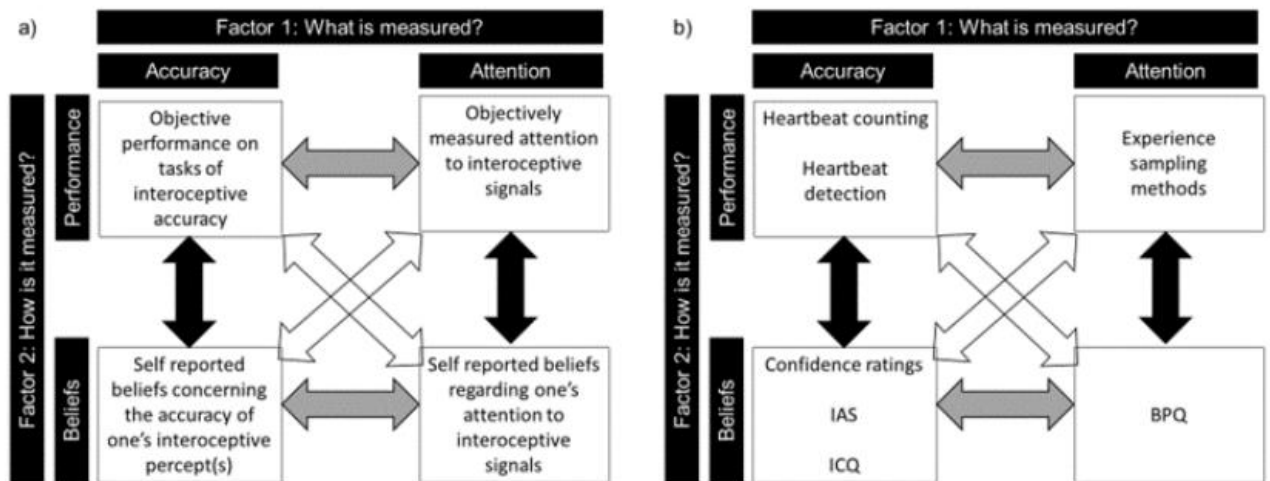 a)
Factor 1: What is measured?
Accuracy
Attention
Factor 2: How is it measured?
Performance
Objective
performance on
tasks of
interoceptive
accuracy
Objectively
measured attention
to interoceptive
signals
Beliefs
Self reported
beliefs concerning
the accuracy of
one's interoceptive
percept(s)
Self reported beliefs
regarding one's
attention to
interoceptive
signals
b)
Factor 1: What is measured?
Accuracy
Attention
Factor 2: How is it measured?
Performance
Heartbeat counting
Heartbeat
detection
Experience
sampling
methods
Beliefs
Confidence ratings
IAS
ICQ
BPQ